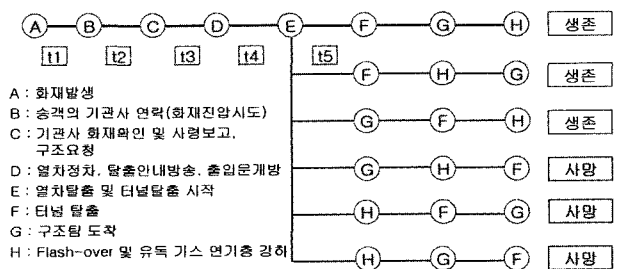 A B C D E F G H 생존
t1 t2 t3 t4 t5
F H G 생존
A : 화재발생
B : 승객의 기관사 연락(화재진압시도)
C : 기관사 화재확인 및 사령보고,
구조요청
G F H 생존
D : 열차정차, 탈출안내방송, 출입문개방
G H F 사망
E : 열차탈출 및 터널탈출 시작
F : 터널 탈출
H F G 사망
G : 구조팀 도착
H : Flash-over 및 유독 가스 연기층 강하
H G F 사망